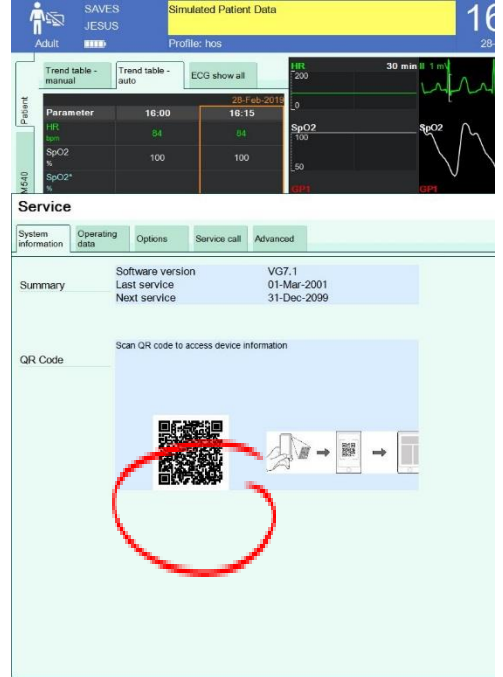 SAVES
JESUS
Simulated Patient Data
16
Adult
Profile: hos
28-
Trend table - manual
Trend table - auto
ECG show all
HR
200
0
30 min
II 1 mV
Patient
28-Feb-2019
Parameter 16:00 16:15
HR
bpm
84 84
SpO2
%
100 100
SpO2*
%
SpO2
100
50
SpO2
GP1
GP1
M540
Service
System information
Operating data
Options
Service call
Advanced
Summary
Software version VG7.1
Last service 01-Mar-2001
Next service 31-Dec-2099
QR Code
Scan QR code to access device information